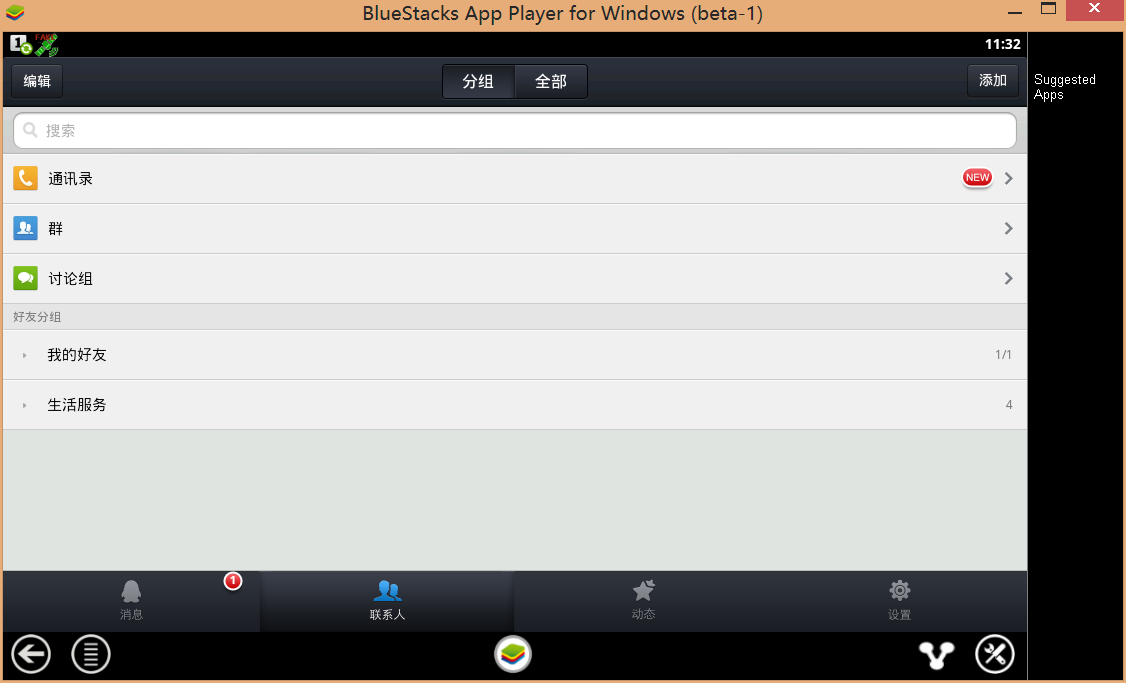 BlueStacks App Player for Windows (beta-1)
1
FAKE
11:32
编辑
分组
全部
添加
Suggested
Apps
搜索
通讯录
NEW
群
讨论组
好友分组
我的好友
1/1
生活服务
4
1
消息
联系人
动态
设置